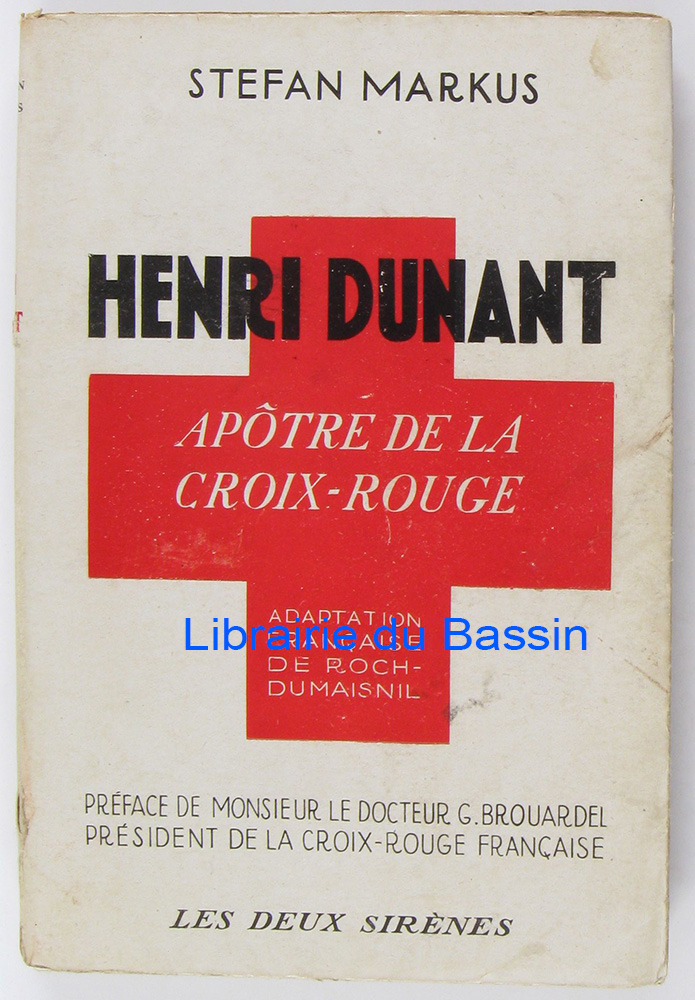 STEFAN MARKUS
HENRI DUNANT
APÔTRE DE LA
CROIX-ROUGE
ADAPTATION
FRANÇAISE
DE ROCH-
DUMAISNIL
Librairie du Bassin
PRÉFACE DE MONSIEUR LE DOCTEUR G. BROUARDEL
PRÉSIDENT DE LA CROIX-ROUGE FRANÇAISE
LES DEUX SIRÈNES